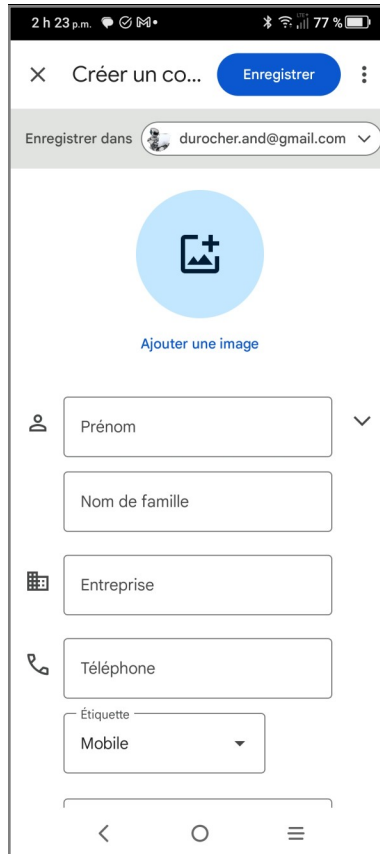 2 h 23 p.m. 77 %
Créer un co... Enregistrer
Enregistrer dans durocher.and@gmail.com
Ajouter une image
Prénom
Nom de famille
Entreprise
Téléphone
Étiquette
Mobile